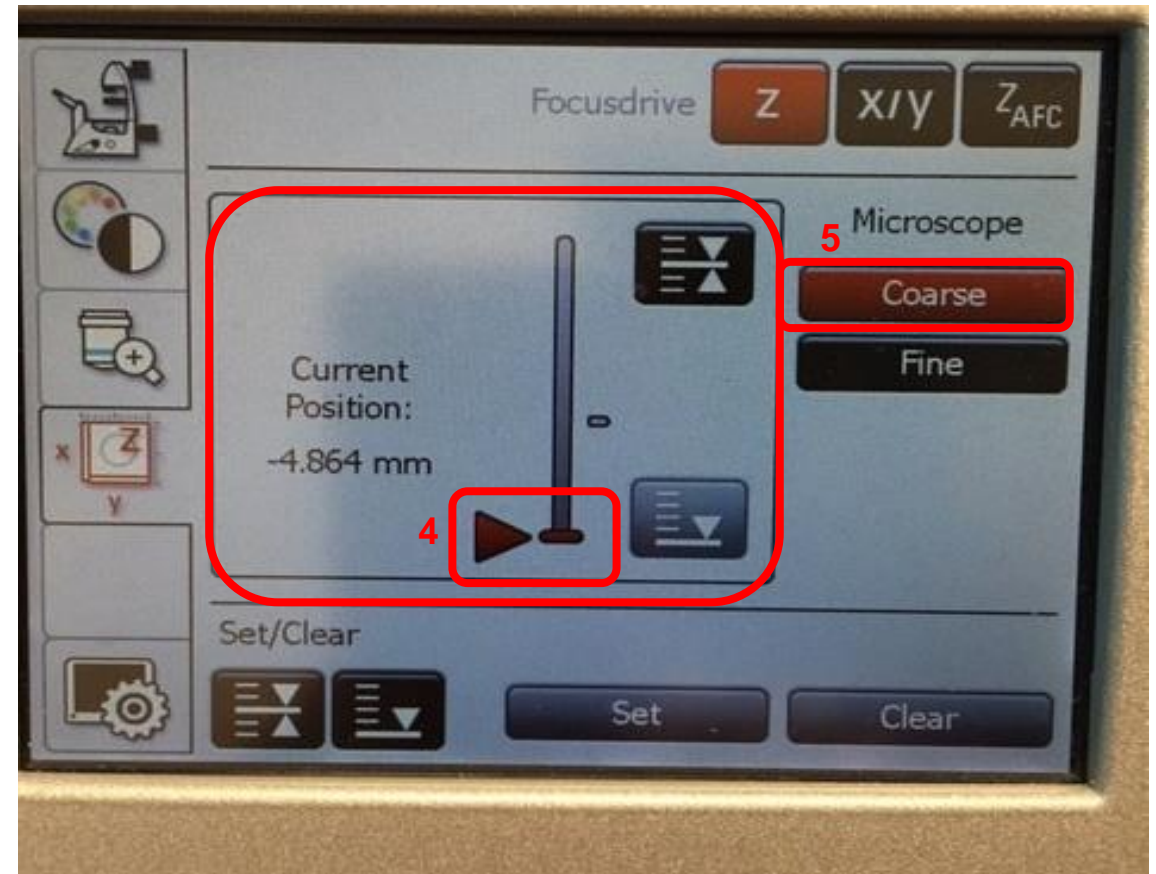 Focusdrive Z X/Y ZAFC
5 Microscope
Coarse
Fine
Current
Position:
-4.864 mm
4
x Z
y
Set/Clear
Set Clear